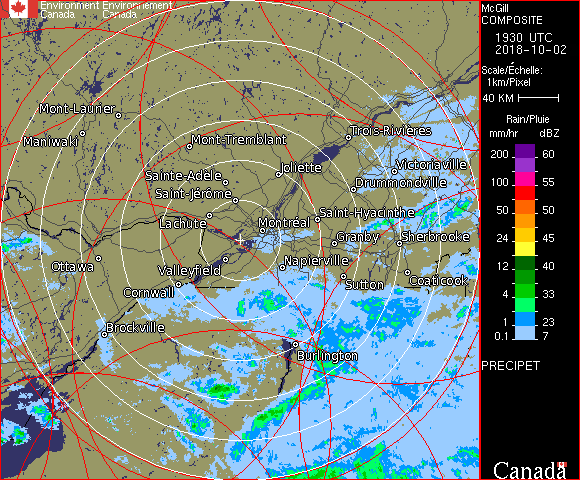 Environment Environnement
Canada Canada
McGill
COMPOSITE
1930 UTC
2018-10-02
Scale/Échelle:
1km/Pixel
40 KM
Rain/Pluie
mm/hr dBZ
200 60
100 55
50 50
24 45
12 40
4 33
1 23
0.1 7
PRECIPET
Canada
Mont-Laurier
Maniwaki
Mont-Tremblant
Trois-Rivières
Sainte-Adèle
Joliette
Victoriaville
Saint-Jérôme
Drummondville
Lachute
Montréal
Saint-Hyacinthe
Granby
Sherbrooke
Ottawa
Valleyfield
Napierville
Cornwall
Sutton
Coaticook
Brockville
Burlington